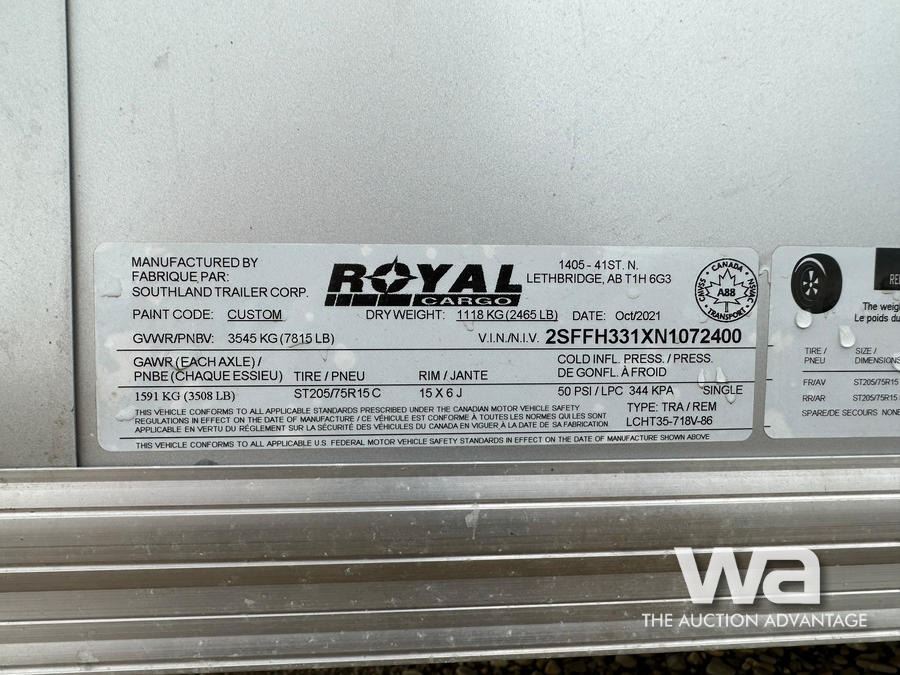 MANUFACTURED BY
FABRIQUE PAR:
SOUTHLAND TRAILER CORP.
ROYAL
CARGO
1405 - 41ST. N.
LETHBRIDGE, AB T1H 6G3
CANADA
A88
TRANSPORT
PAINT CODE: CUSTOM DRY WEIGHT: 1118 KG (2465 LB) DATE: Oct/2021
GVWR/PNBV: 3545 KG (7815 LB) V.I.N./N.I.V. 2SFFH331XN1072400
GAWR (EACH AXLE) /
PNBE (CHAQUE ESSIEU) TIRE / PNEU RIM / JANTE COLD INFL. PRESS. / PRESS.
DE GONFL. À FROID
1591 KG (3508 LB) ST205/75R15 C 15 X 6 J 50 PSI / LPC 344 KPA SINGLE
THIS VEHICLE CONFORMS TO ALL APPLICABLE STANDARDS PRESCRIBED UNDER THE CANADIAN MOTOR VEHICLE SAFETY
REGULATIONS IN EFFECT ON THE DATE OF MANUFACTURE / CE VÉHICULE EST CONFORME À TOUTES LES NORMES QUI LES SONT
APPLICABLES EN VERTU DU RÈGLEMENT SUR LA SÉCURITÉ DES VÉHICULES DU CANADA EN VIGUER À LA DATE DE SA FABRICATION
TYPE: TRA / REM
LCHT35-718V-86
THIS VEHICLE CONFORMS TO ALL APPLICABLE U.S. FEDERAL MOTOR VEHICLE SAFETY STANDARDS IN EFFECT ON THE DATE OF MANUFACTURE SHOWN ABOVE
The weig
Le poids du
TIRE / SIZE /
PNEU DIMENSIONS
FR/AV ST205/75R15
RR/AR ST205/75R15
SPARE/DE SECOURS NONE
wa
THE AUCTION ADVANTAGE